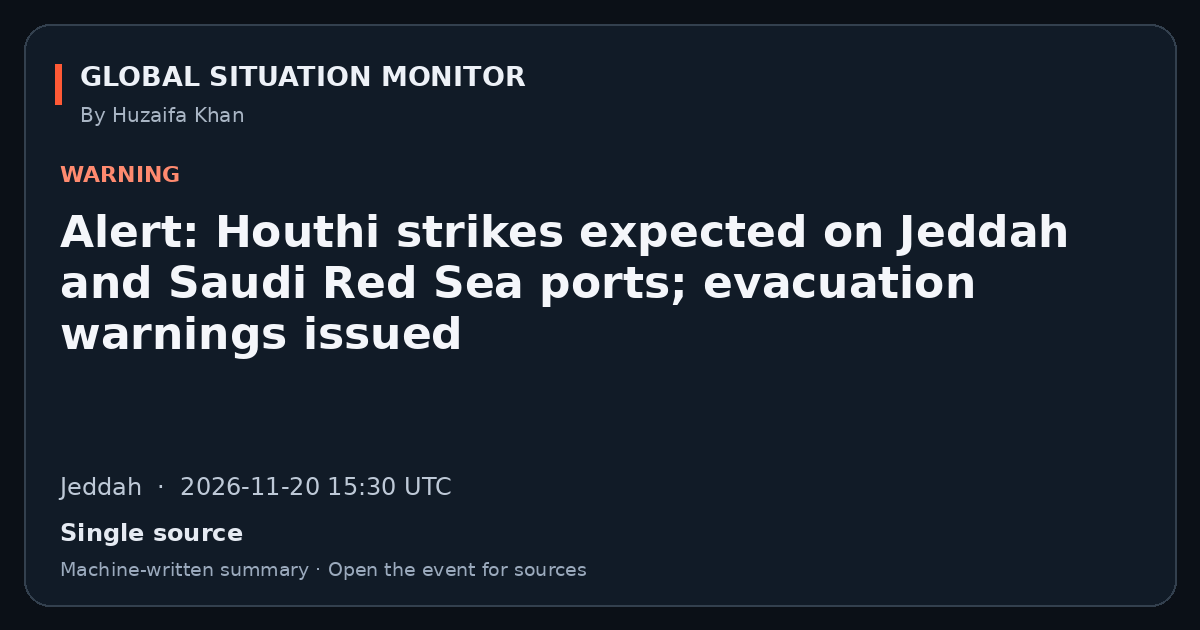 GLOBAL SITUATION MONITOR
By Huzaifa Khan
WARNING
Alert: Houthi strikes expected on Jeddah
and Saudi Red Sea ports; evacuation
warnings issued
Jeddah · 2026-11-20 15:30 UTC
Single source
Machine-written summary · Open the event for sources